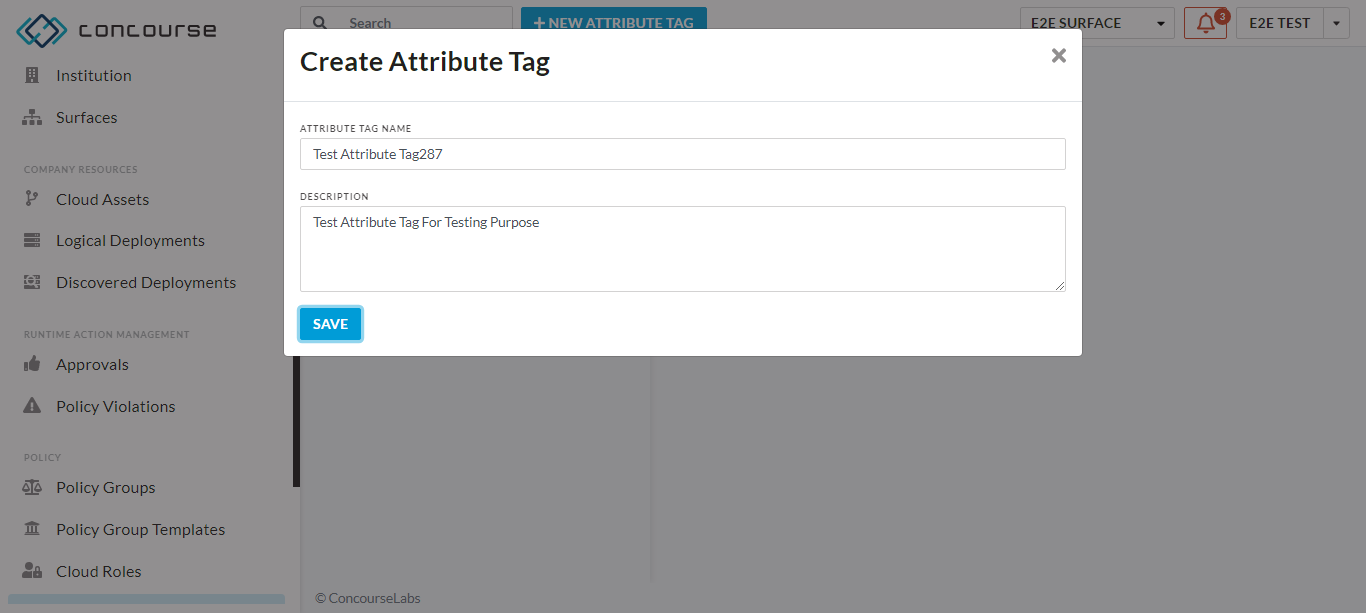 concourse
Search
+ NEW ATTRIBUTE TAG
E2E SURFACE
3
E2E TEST
Institution
Surfaces
COMPANY RESOURCES
Cloud Assets
Logical Deployments
Discovered Deployments
RUNTIME ACTION MANAGEMENT
Approvals
Policy Violations
POLICY
Policy Groups
Policy Group Templates
Cloud Roles
Create Attribute Tag
ATTRIBUTE TAG NAME
Test Attribute Tag287
DESCRIPTION
Test Attribute Tag For Testing Purpose
SAVE
© ConcourseLabs